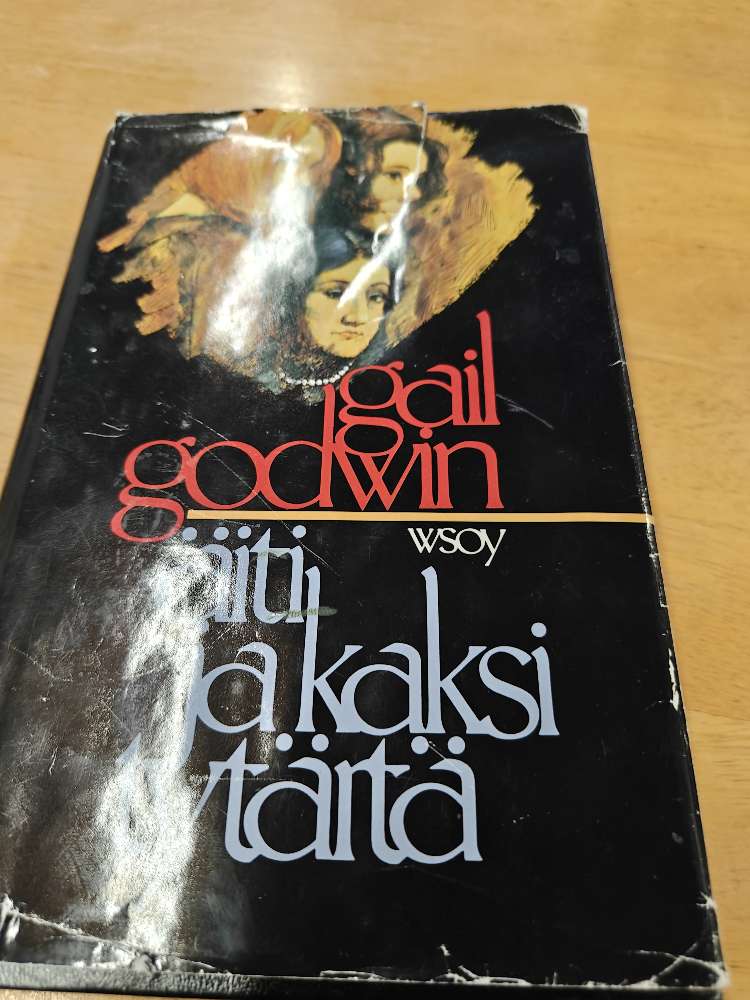 gail
godwin
wsoy
äiti
ja kaksi
tytärtä